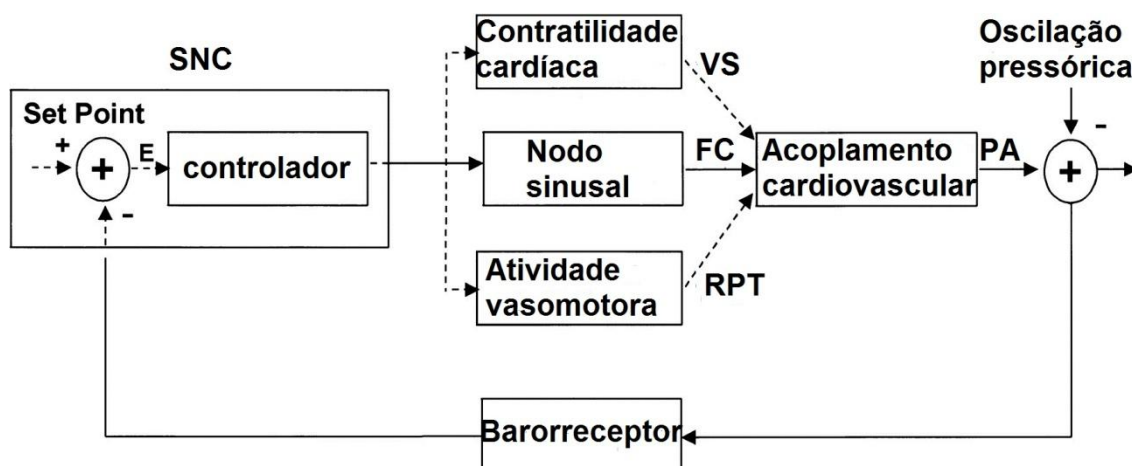 SNC
Set Point
+
+
E
-
controlador
Contratilidade
cardíaca
VS
Nodo
sinusal
FC
Atividade
vasomotora
RPT
Acoplamento
cardiovascular
PA
Oscilação
pressórica
-
+
Barorreceptor